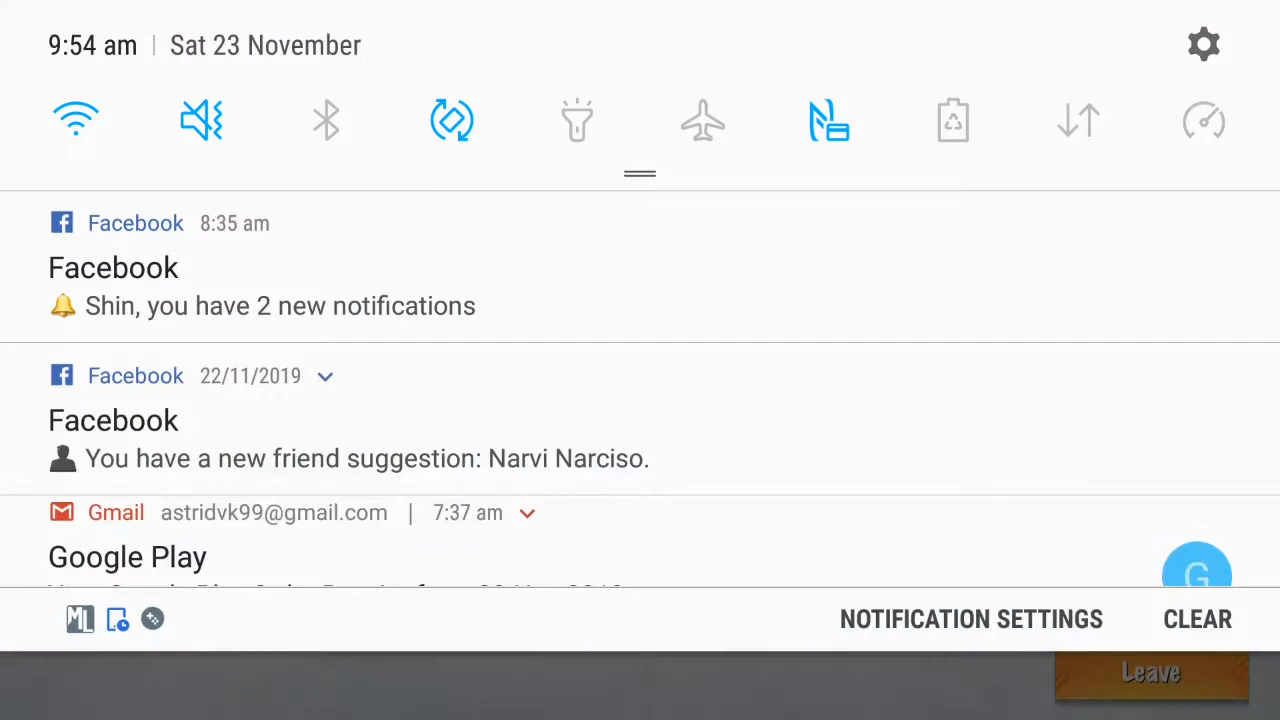 9:54 am | Sat 23 November
Facebook 8:35 am
Facebook
Shin, you have 2 new notifications
Facebook 22/11/2019
Facebook
You have a new friend suggestion: Narvi Narciso.
Gmail astridvk99@gmail.com | 7:37 am
Google Play
G
ML
NOTIFICATION SETTINGS CLEAR
Leave